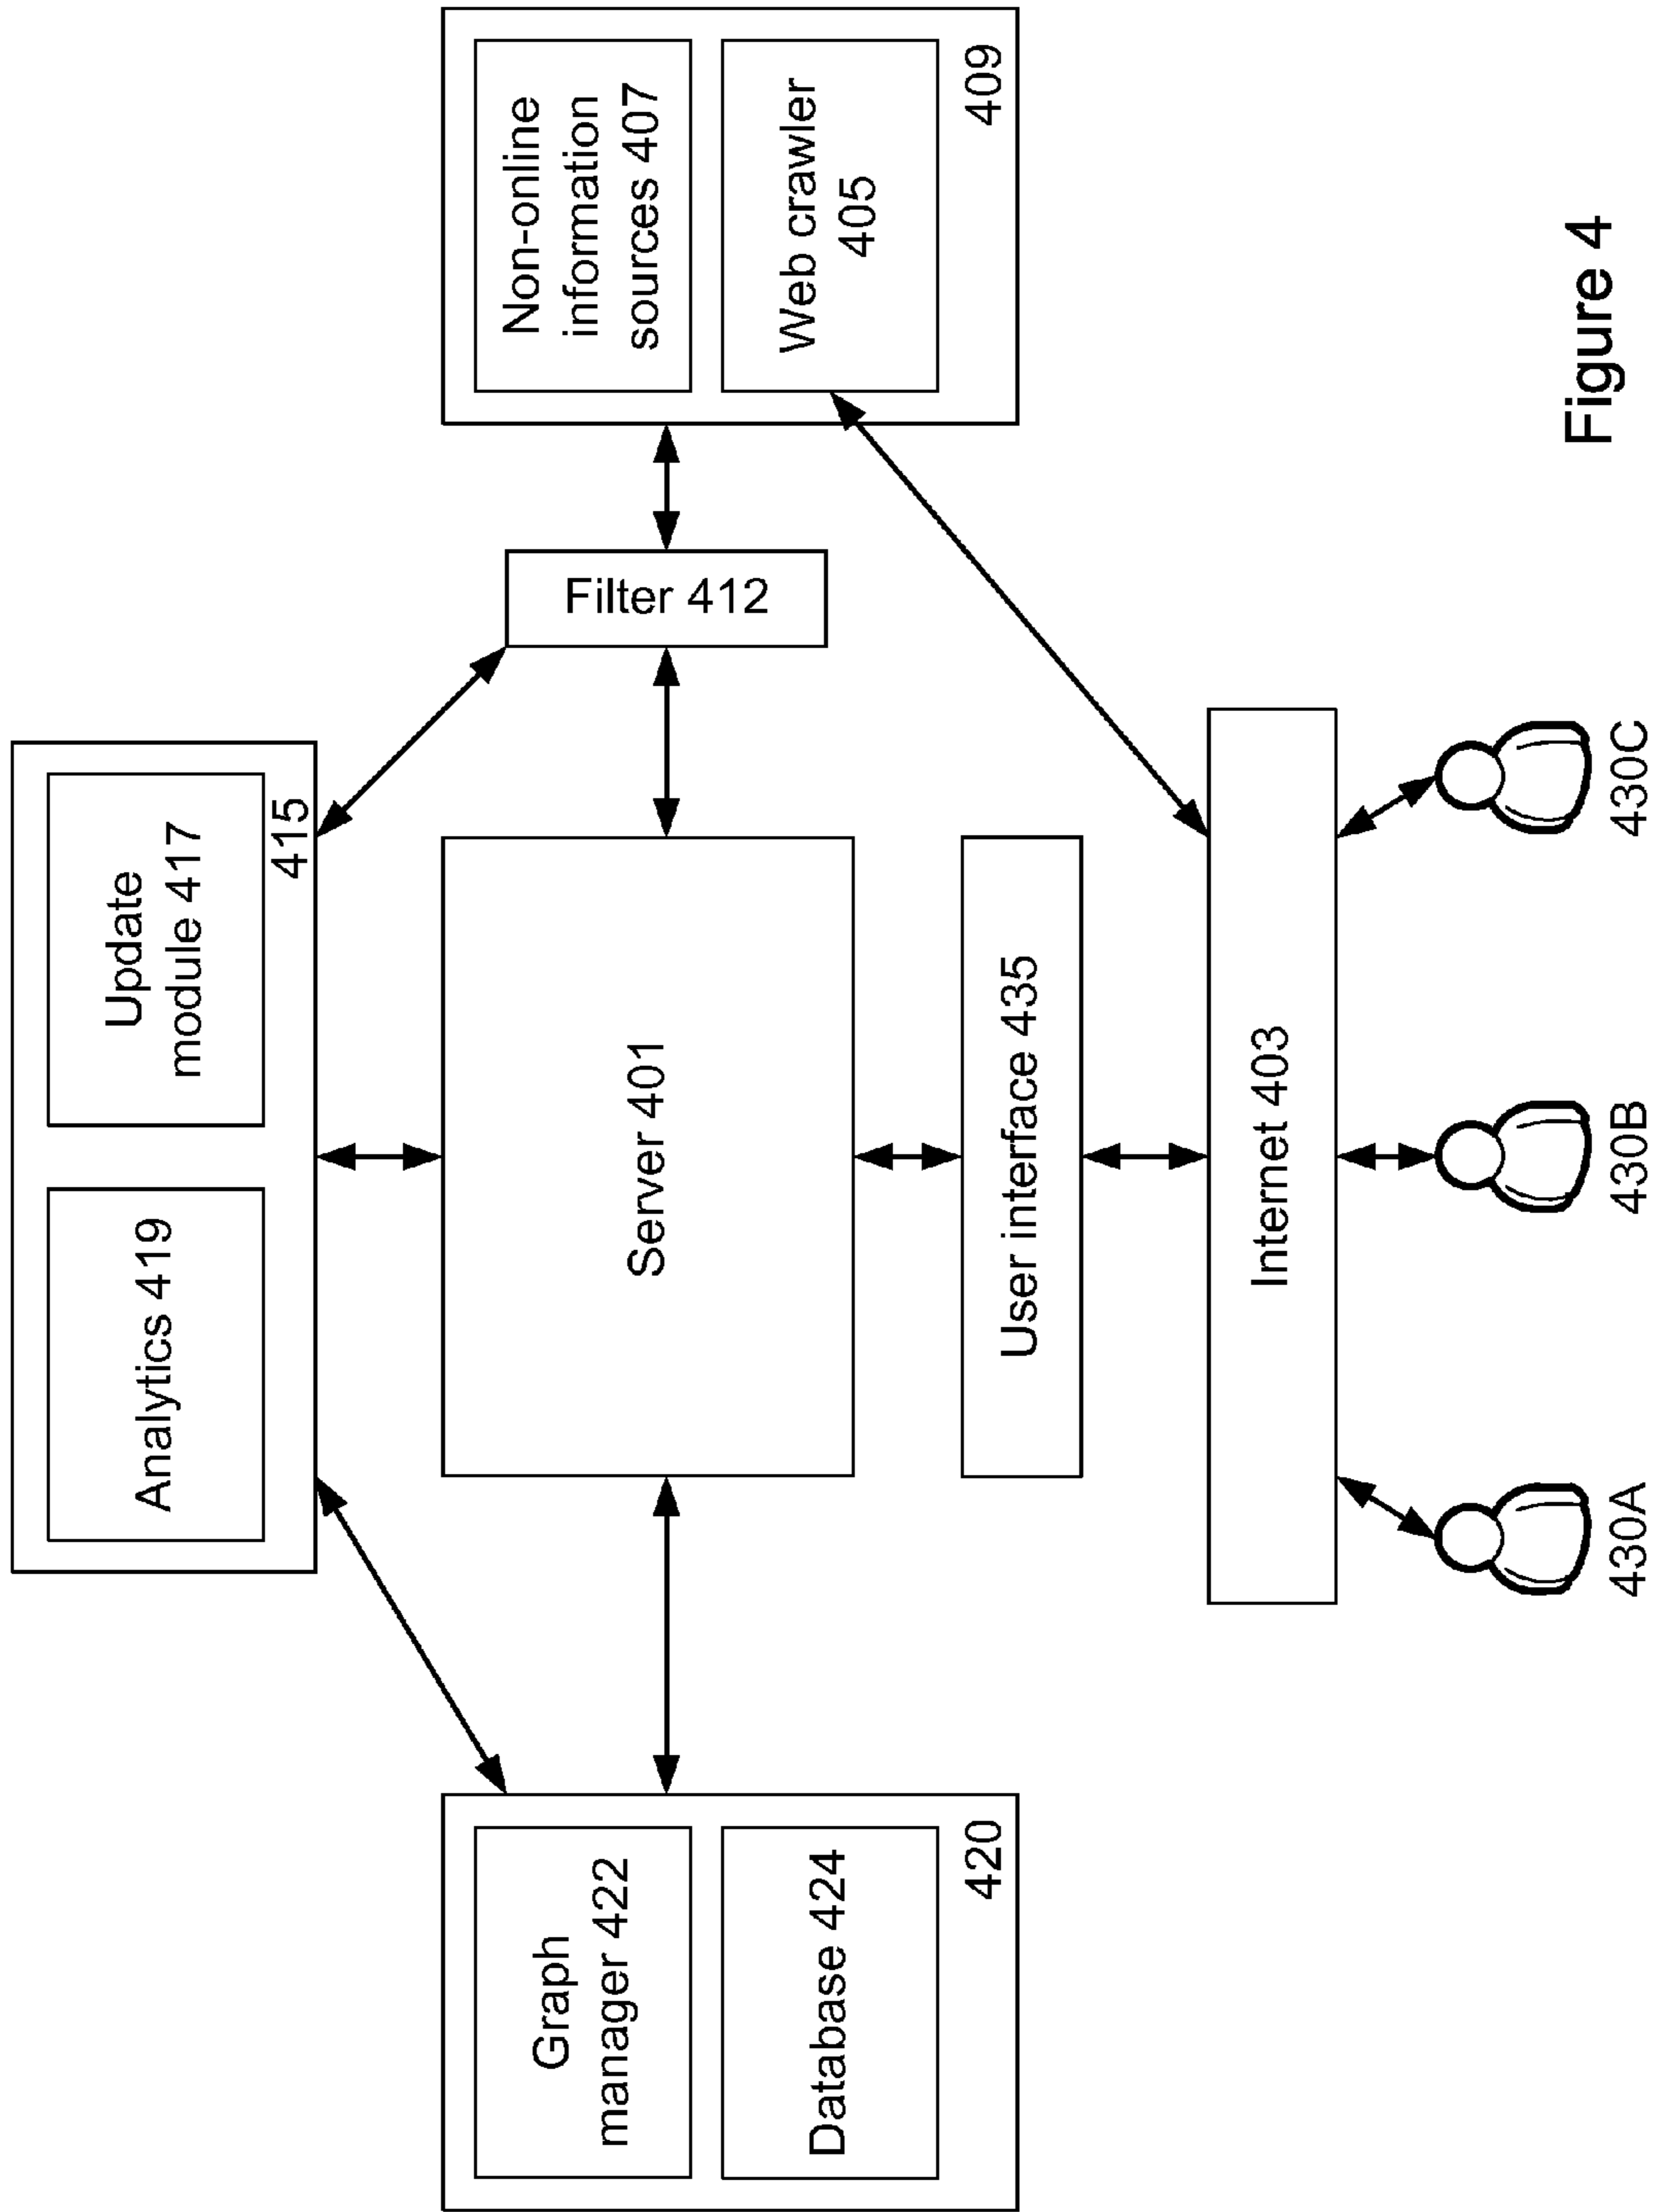 Analytics 419
Update
module 417
415
Graph
manager 422
Database 424
420
Server 401
Filter 412
Non-online
information
sources 407
Web crawler
405
409
User interface 435
Internet 403
430A
430B
430C
Figure 4